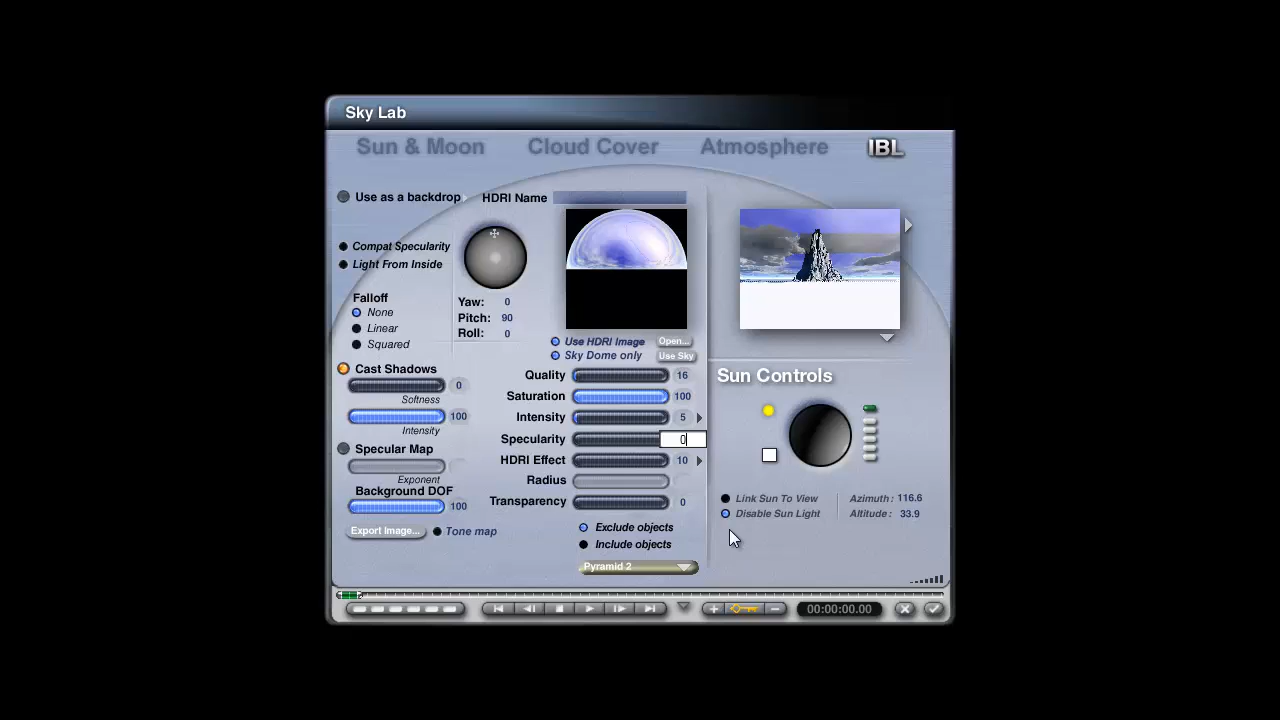 Sky Lab
Sun & Moon Cloud Cover Atmosphere IBL
Use as a backdrop HDRI Name
Compat Specularity
Light From Inside
Falloff
None
Linear
Squared
Yaw: 0
Pitch: 90
Roll: 0
Use HDRI Image Open...
Sky Dome only Use Sky
Cast Shadows
0
Softness
100
Intensity
Specular Map
Exponent
Background DOF
100
Export Image... Tone map
Quality 16
Saturation 100
Intensity 5
Specularity 0
HDRI Effect 10
Radius
Transparency 0
Exclude objects
Include objects
Pyramid 2
Sun Controls
Link Sun To View Azimuth: 116.6
Disable Sun Light Altitude: 33.9
00:00:00.00